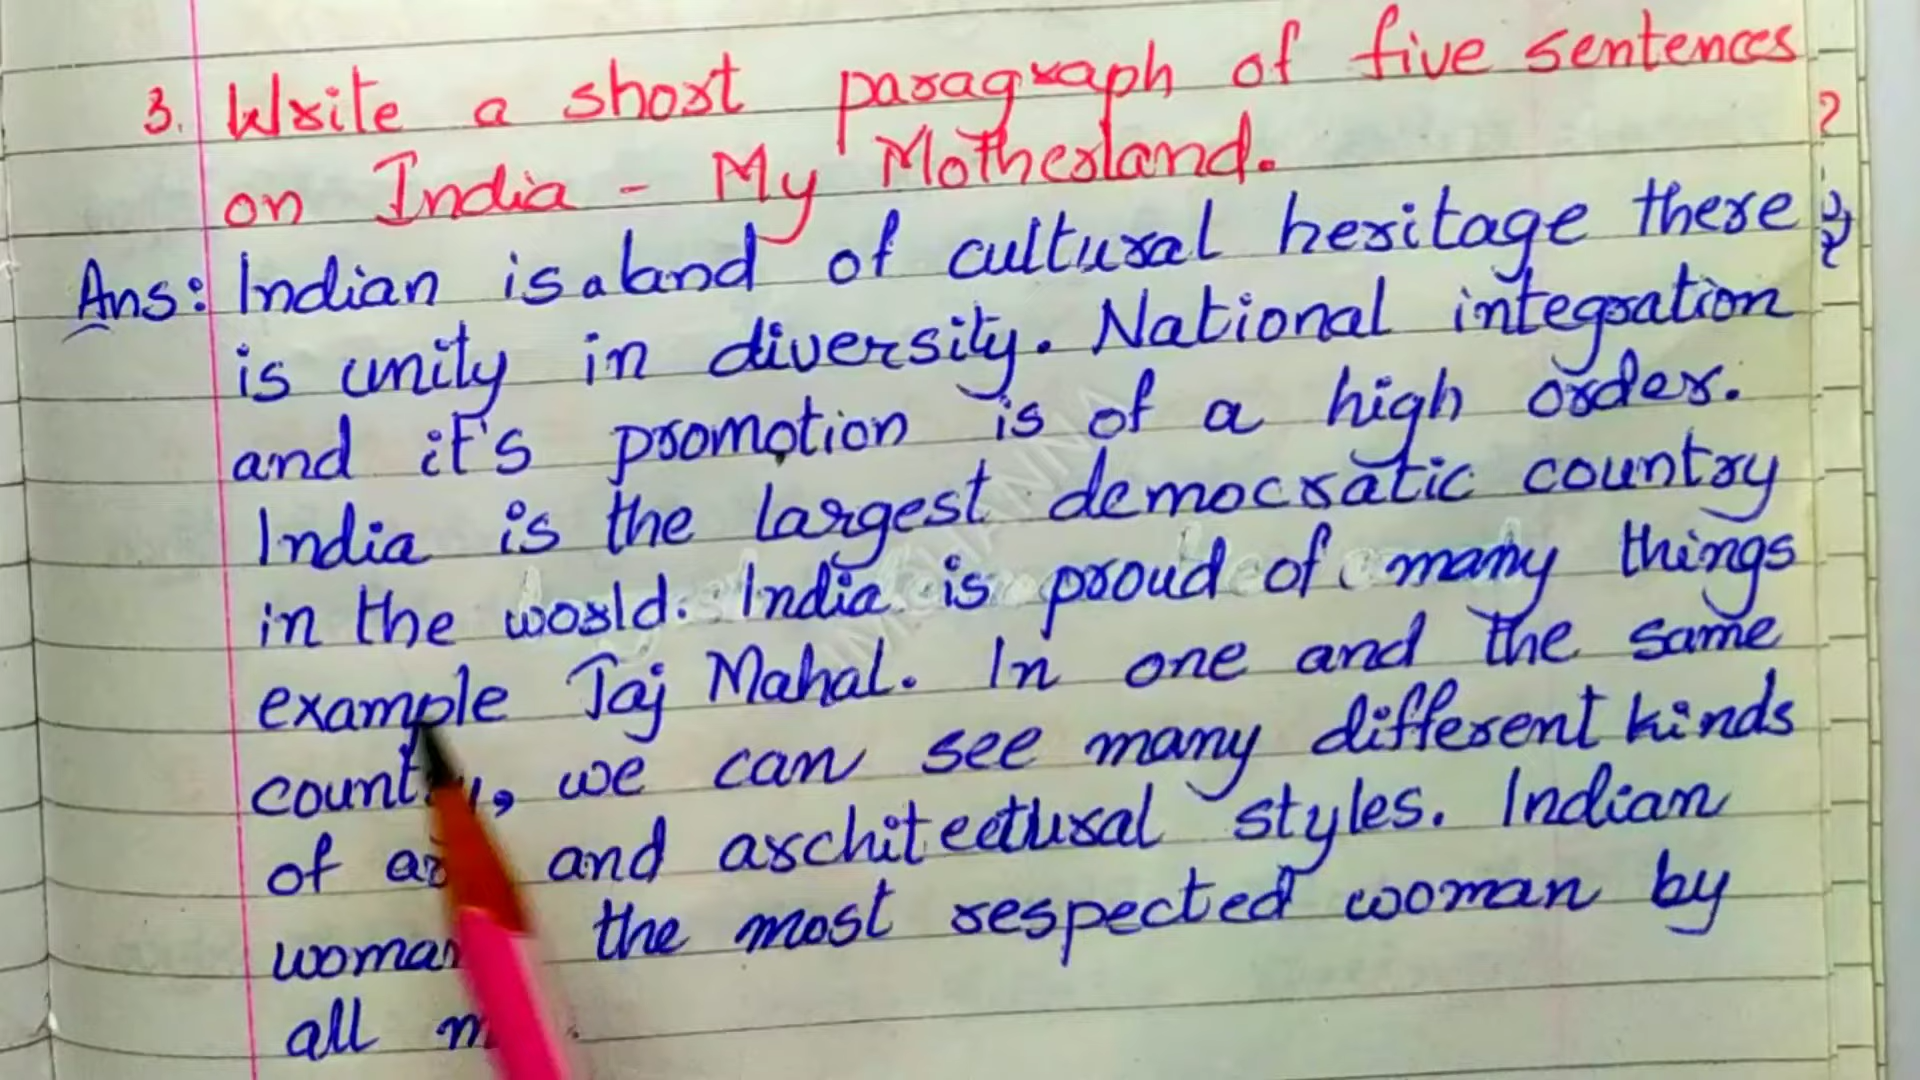 3. Write a short paragraph of five sentences
on India - My Motherland.
Ans: Indian is a land of cultural heritage there
is unity in diversity. National integration
and it's promotion is of a high order.
India is the largest democratic country
in the world. India is proud of many things
example Taj Mahal. In one and the same
we can see many different kinds
of and architectural styles. Indian
the most respected woman by
all